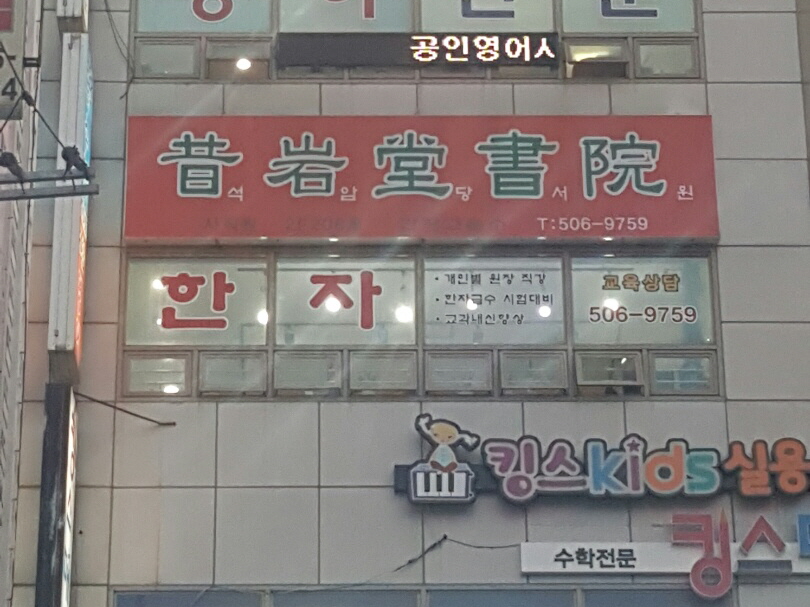 공인영어
昔岩堂書院
석암당서원
T:506-9759
한자
• 개인별 원장 직강
• 한자급수 시험대비
• 교과내신향상
교육상담
506-9759
킹스kids실용
킹스
수학전문